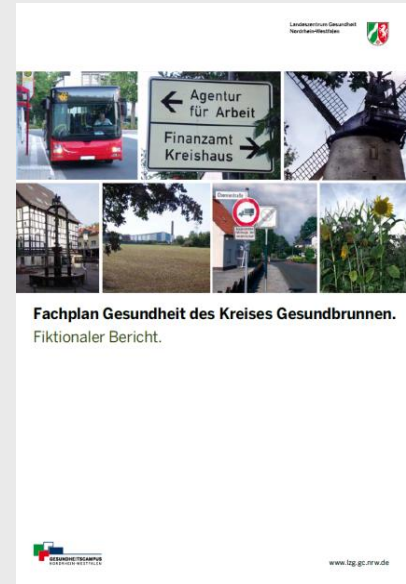 Landeszentrum Gesundheit
Nordrhein-Westfalen
Agentur
für Arbeit
Finanzamt
Kreishaus
Fachplan Gesundheit des Kreises Gesundbrunnen.
Fiktionaler Bericht.
GESUNDHEITSCAMPUS
NORDRHEIN-WESTFALEN
www.lzg.gc.nrw.de